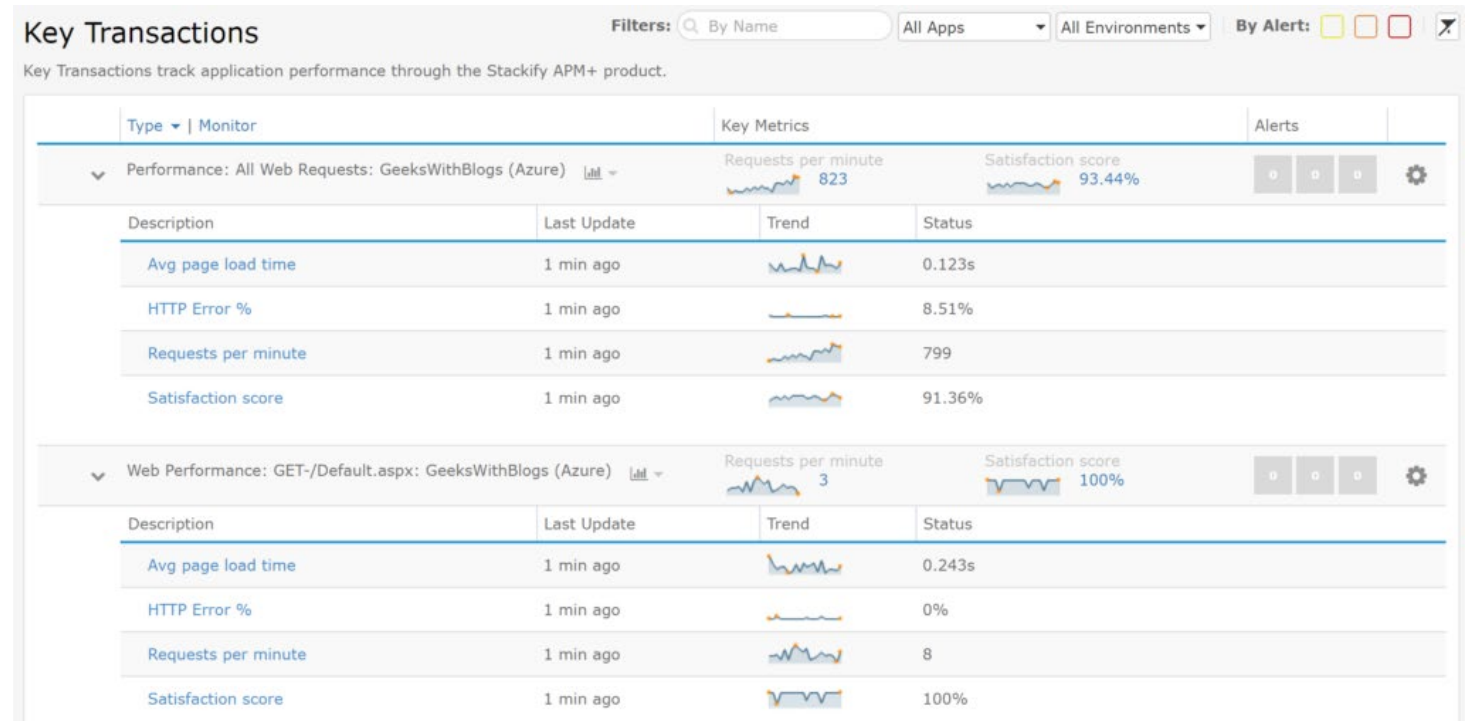 Key Transactions Filters: By Name All Apps All Environments By Alert:
Key Transactions track application performance through the Stackify APM+ product.
Type | Monitor Key Metrics Alerts
Performance: All Web Requests: GeeksWithBlogs (Azure) Requests per minute 823 Satisfaction score 93.44% 0 0 0
Description Last Update Trend Status
Avg page load time 1 min ago 0.123s
HTTP Error % 1 min ago 8.51%
Requests per minute 1 min ago 799
Satisfaction score 1 min ago 91.36%
Web Performance: GET-/Default.aspx: GeeksWithBlogs (Azure) Requests per minute 3 Satisfaction score 100% 0 0 0
Description Last Update Trend Status
Avg page load time 1 min ago 0.243s
HTTP Error % 1 min ago 0%
Requests per minute 1 min ago 8
Satisfaction score 1 min ago 100%